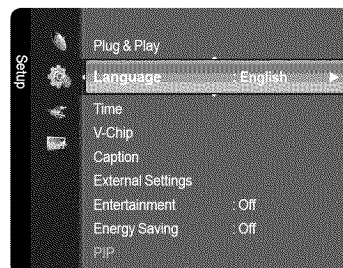 Setup
Plug & Play
Language : English
Time
V-Chip
Caption
External Settings
Entertainment : Off
Energy Saving : Off
PIP